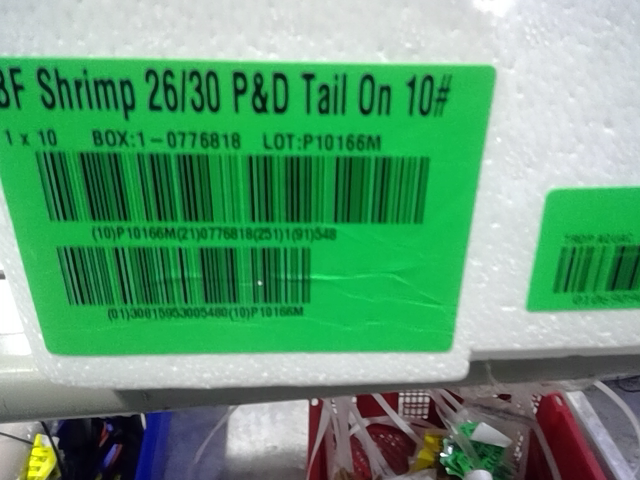 BF Shrimp 26/30 P&D Tail On 10#
1 x 10 BOX:1-0776818 LOT:P10166M
(10)P10166M(21)0776818(251)1(91)548
(01)30815953005480(10)P10166M